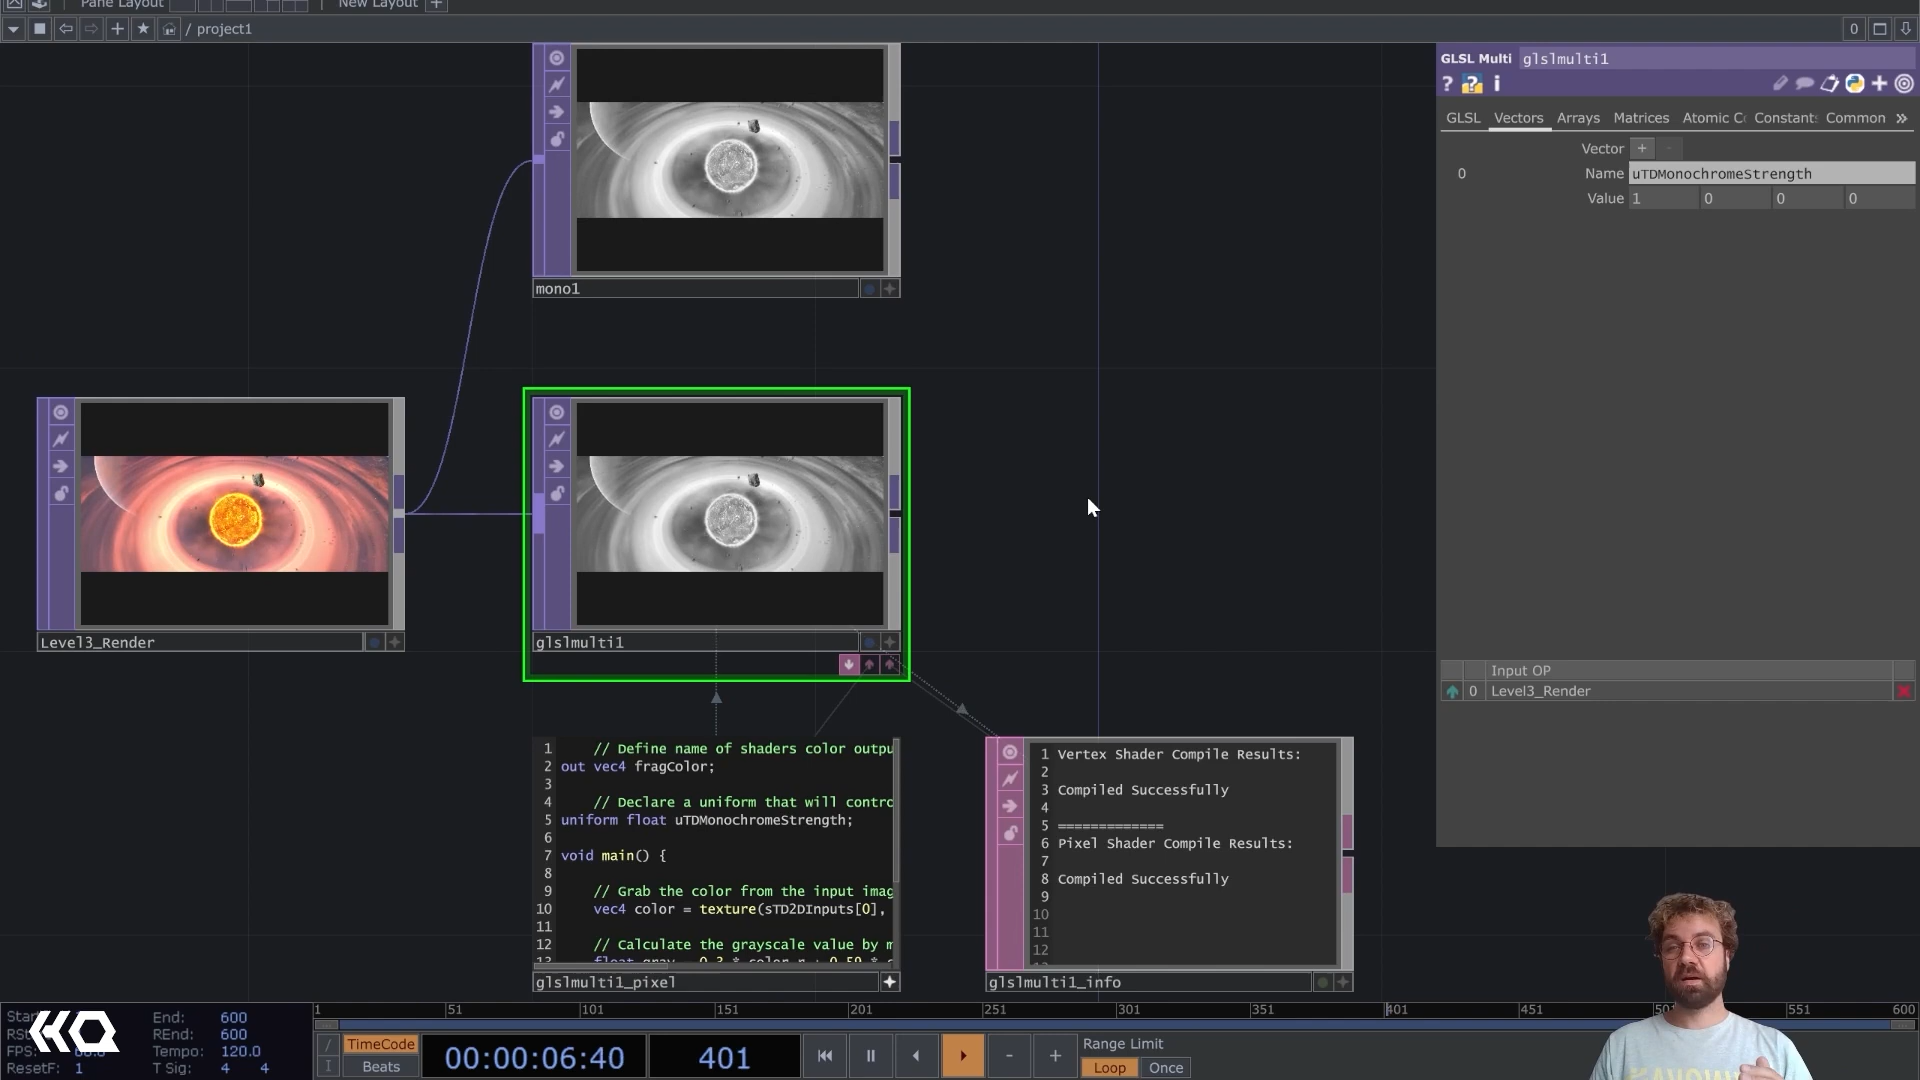 Pane Layout
New Layout +
/ project1
0
GLSL Multi glslmulti1
? ? i
GLSL Vectors Arrays Matrices Atomic C Constant Common »
Vector + -
0 Name uTDMonochromeStrength
Value 1 0 0 0
mono1
Level3_Render
glslmulti1
Input OP
0 Level3_Render
1 // Define name of shaders color outpu
2 out vec4 fragColor;
3
4 // Declare a uniform that will contro
5 uniform float uTDMonochromeStrength;
6
7 void main() {
8
9 // Grab the color from the input imag
10 vec4 color = texture(sTD2DInputs[0],
11
12 // Calculate the grayscale value by m
glslmulti1_pixel
1 Vertex Shader Compile Results:
2
3 Compiled Successfully
4
5 =============
6 Pixel Shader Compile Results:
7
8 Compiled Successfully
9
10
11
12
glslmulti1_info
1 51 101 151 201 251 301 351 401 451 501 551 600
End: 600
REnd: 600
FPS: Tempo: 120.0
ResetF: 1 T Sig: 4 4
HQ
/ TimeCode
I Beats
00:00:06:40
401
- +
Range Limit
Loop Once